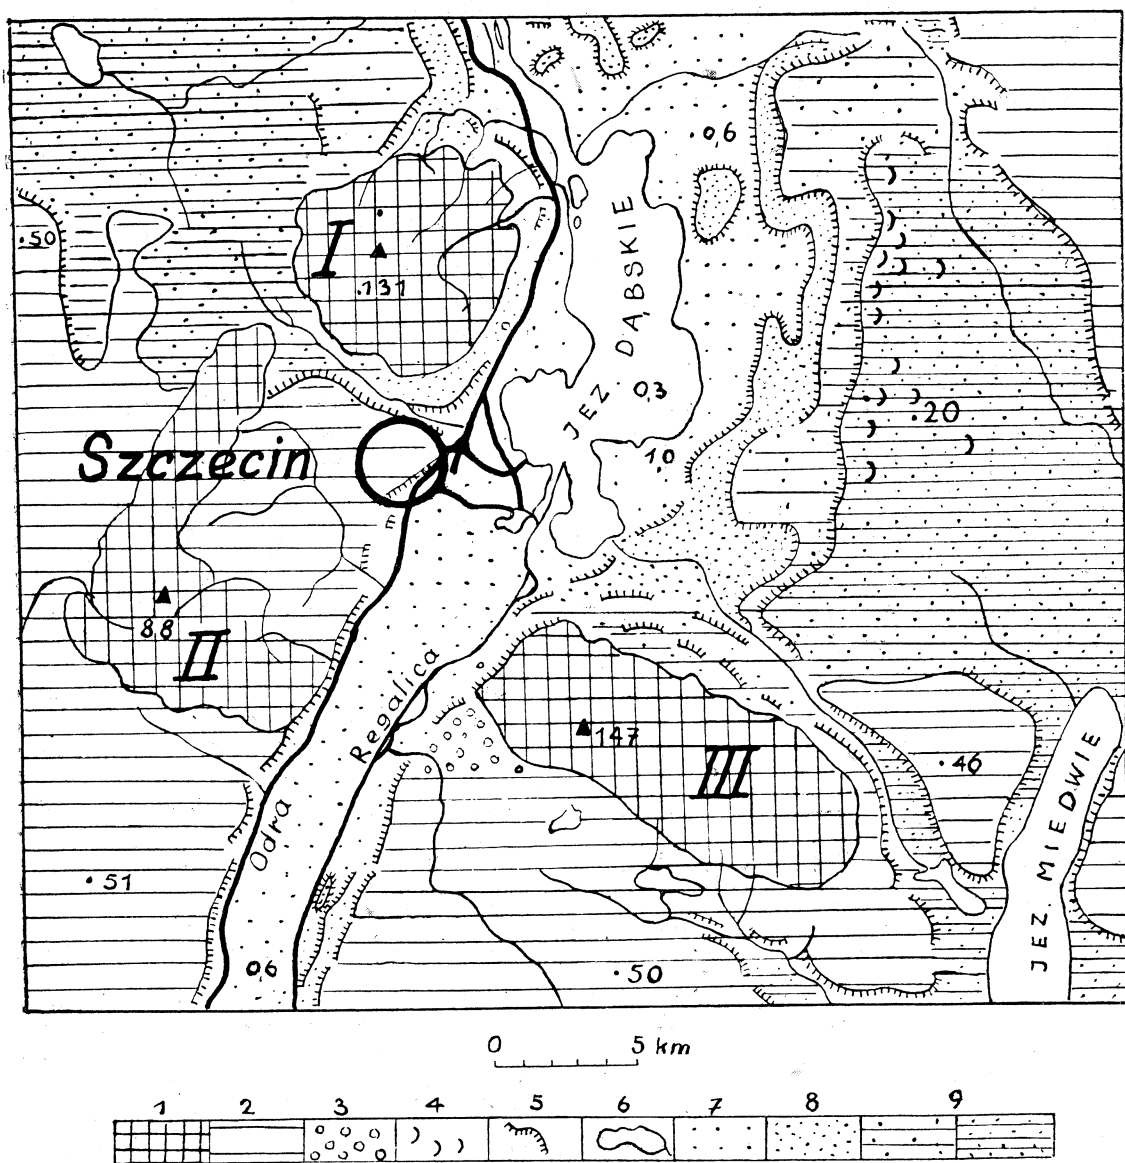 .0,6
.50
I
.131
JEZ. DĄBSKIE
0,3
.20
Szczecin
1,0
88
II
Regalica
.147
III
.46
Odra
.51
JEZ. MIEDWIE
0,6
.50
0 5 km
1 2 3 4 5 6 7 8 9